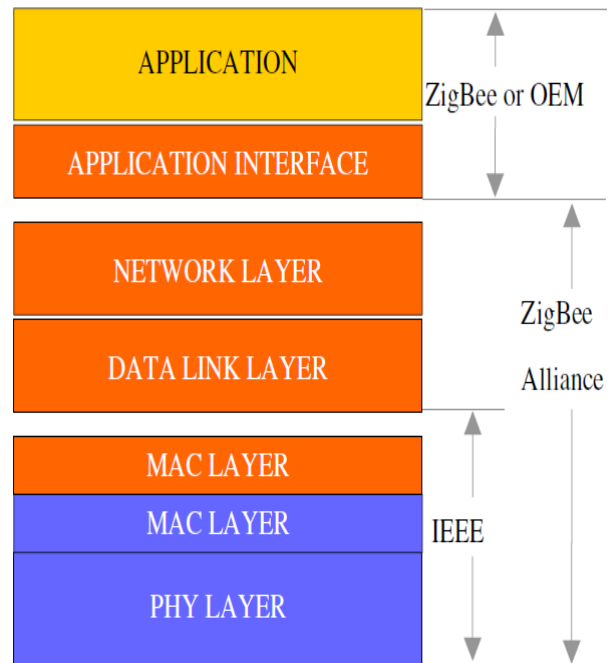 APPLICATION
ZigBee or OEM
APPLICATION INTERFACE
NETWORK LAYER
ZigBee
DATA LINK LAYER
Alliance
MAC LAYER
MAC LAYER
IEEE
PHY LAYER